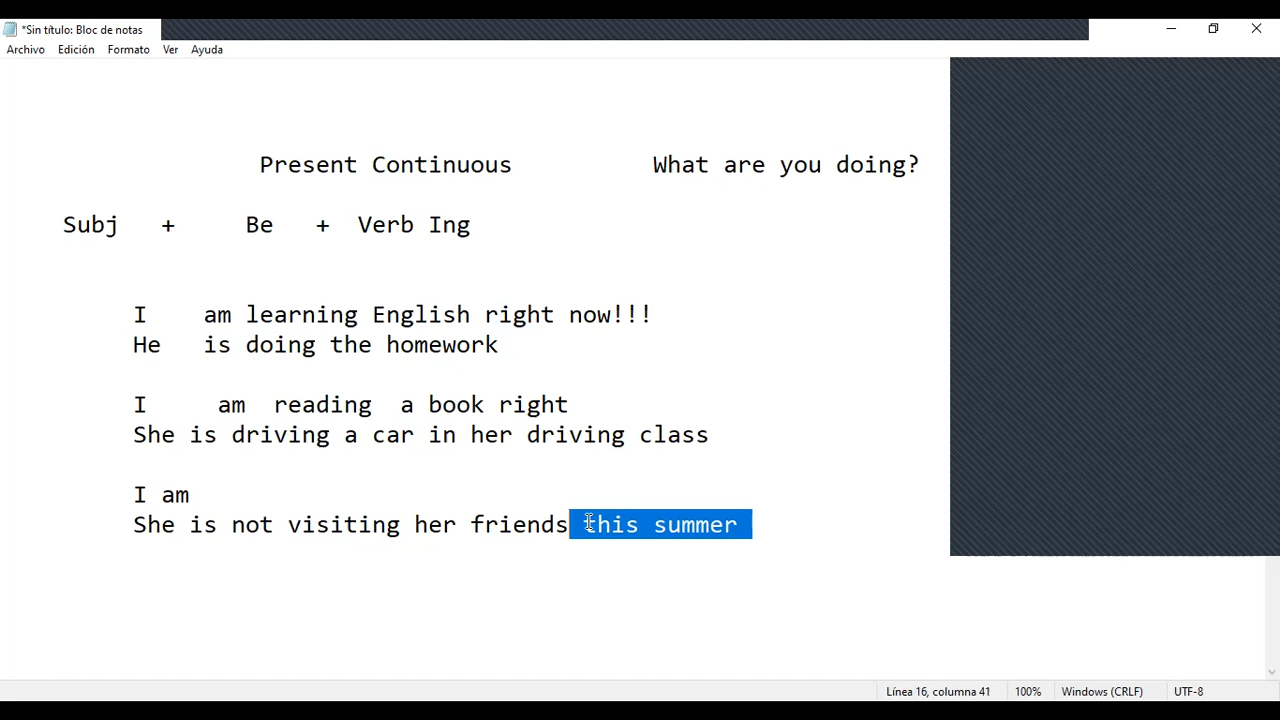 *Sin título: Bloc de notas
Archivo Edición Formato Ver Ayuda
Present Continuous What are you doing?
Subj + Be + Verb Ing
I am learning English right now!!!
He is doing the homework
I am reading a book right
She is driving a car in her driving class
I am
She is not visiting her friends this summer
Línea 16, columna 41 100% Windows (CRLF) UTF-8